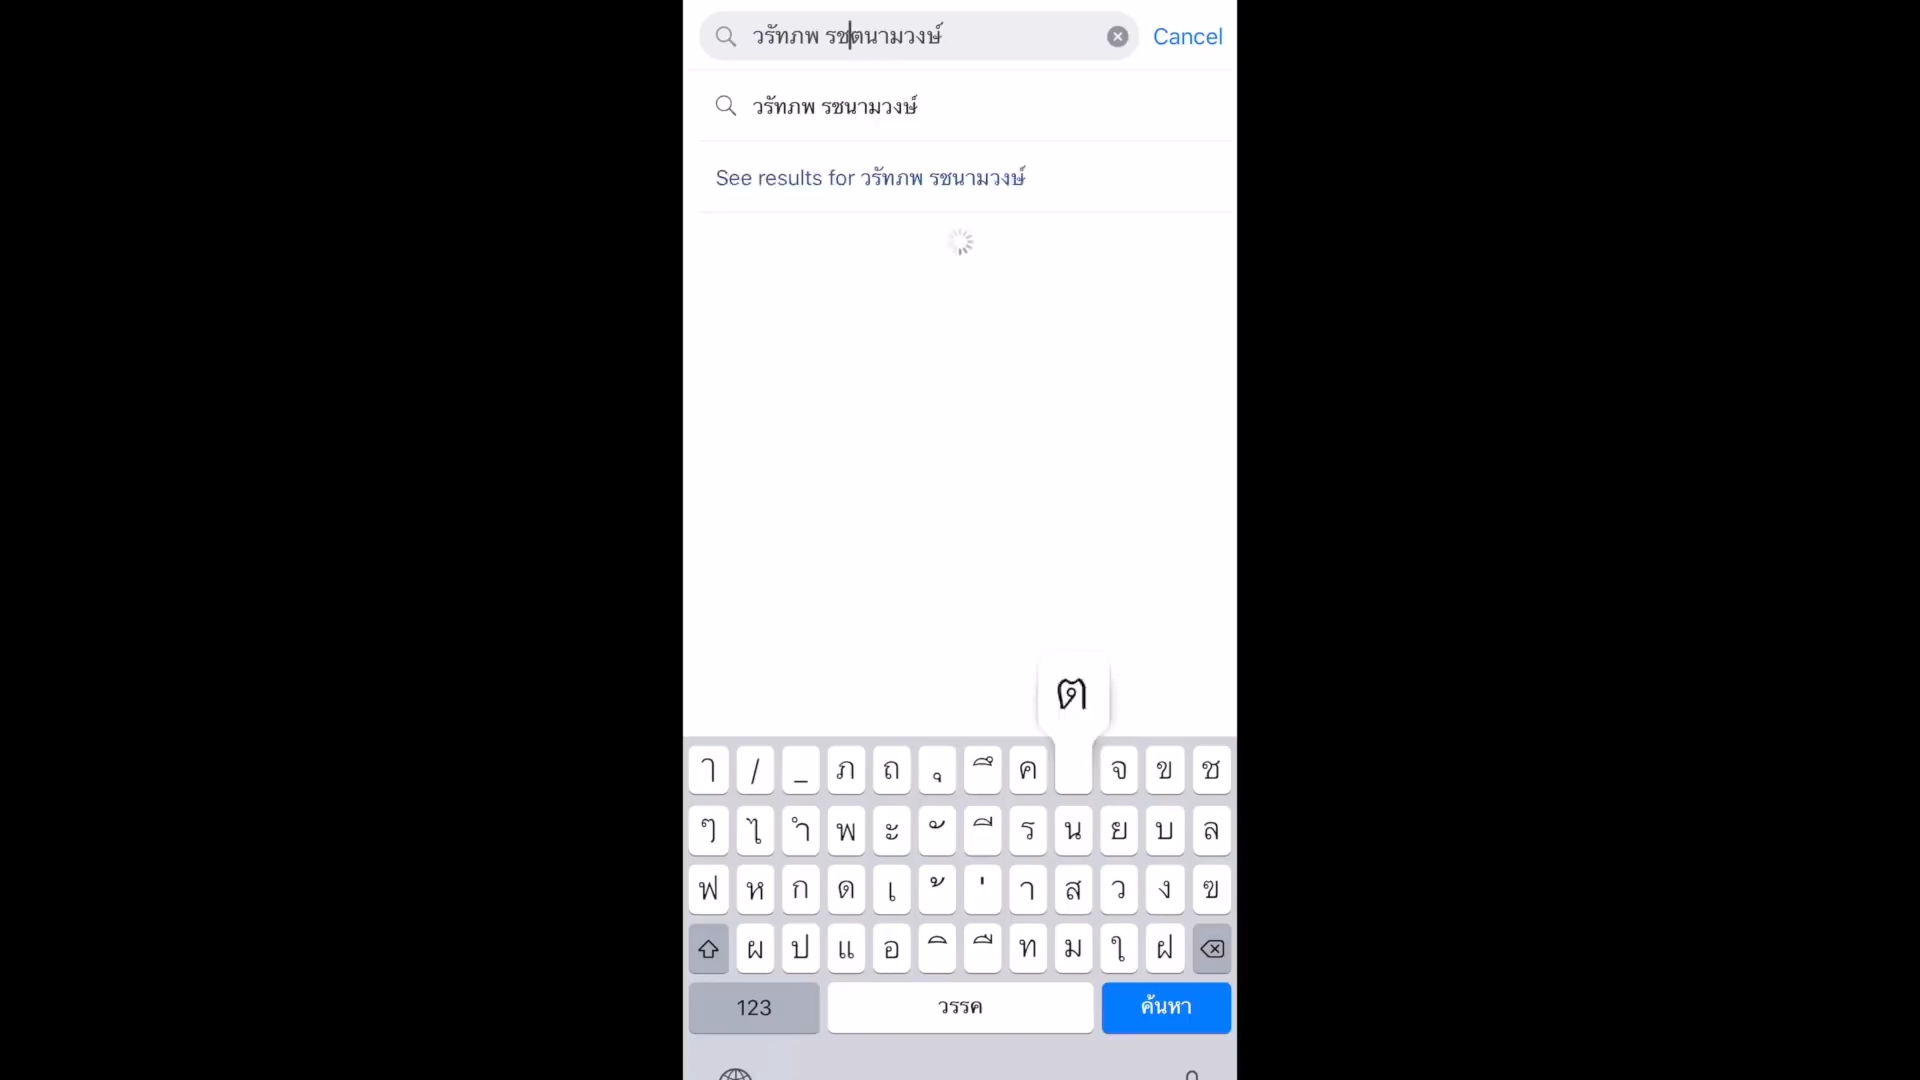 วรัทภพ รชตนามวงษ์
Cancel
วรัทภพ รชนามวงษ์
See results for วรัทภพ รชนามวงษ์
ต
ๅ / _ ภ ถ ุ ึ ค จ ข ช
ๆ ไ ำ พ ะ ั ี ร น ย บ ล
ฟ ห ก ด เ ้ ่ า ส ว ง ฃ
ผ ป แ อ ิ ื ท ม ใ ฝ
123 วรรค ค้นหา